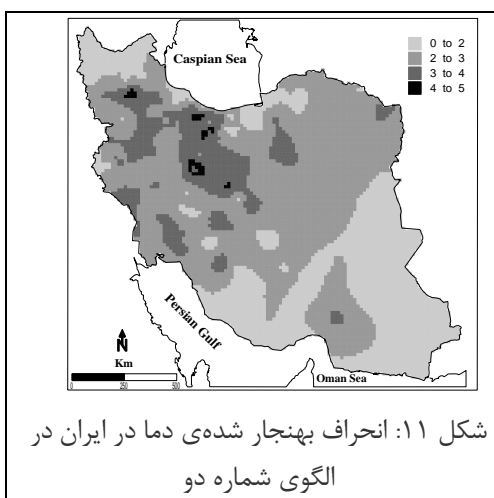 Caspian Sea
0 to 2
2 to 3
3 to 4
4 to 5
Persian Gulf
N
Km
0 250 500
Oman Sea
شکل ۱۱: انحراف بهنجار شده‌ی دما در ایران در
الگوی شماره دو